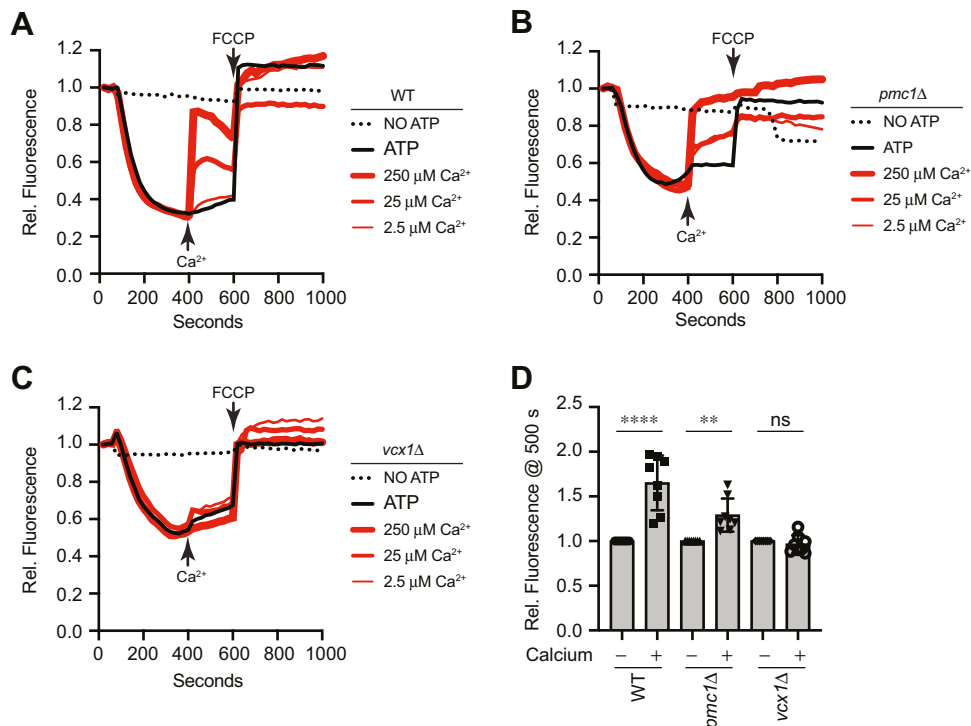 A
FCCP
1.2
1.0
0.8
0.6
0.4
0.2
0.0
Rel. Fluorescence
Ca²⁺
0 200 400 600 800 1000
Seconds
WT
NO ATP
ATP
250 μM Ca²⁺
25 μM Ca²⁺
2.5 μM Ca²⁺
B
FCCP
1.2
1.0
0.8
0.6
0.4
0.2
0.0
Rel. Fluorescence
Ca²⁺
0 200 400 600 800 1000
Seconds
pmc1Δ
NO ATP
ATP
250 μM Ca²⁺
25 μM Ca²⁺
2.5 μM Ca²⁺
C
FCCP
1.2
1.0
0.8
0.6
0.4
0.2
0.0
Rel. Fluorescence
Ca²⁺
0 200 400 600 800 1000
Seconds
vcx1Δ
NO ATP
ATP
250 μM Ca²⁺
25 μM Ca²⁺
2.5 μM Ca²⁺
D
2.5
2.0
1.5
1.0
0.5
0.0
Rel. Fluorescence @ 500 s
**** ** ns
Calcium − + − + − +
WT pmc1Δ vcx1Δ